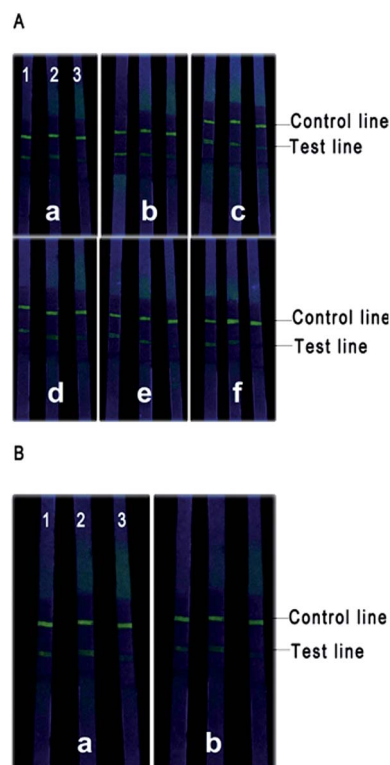 A
1 2 3
a b c
Control line
Test line
d e f
Control line
Test line
B
1 2 3
Control line
Test line
a b